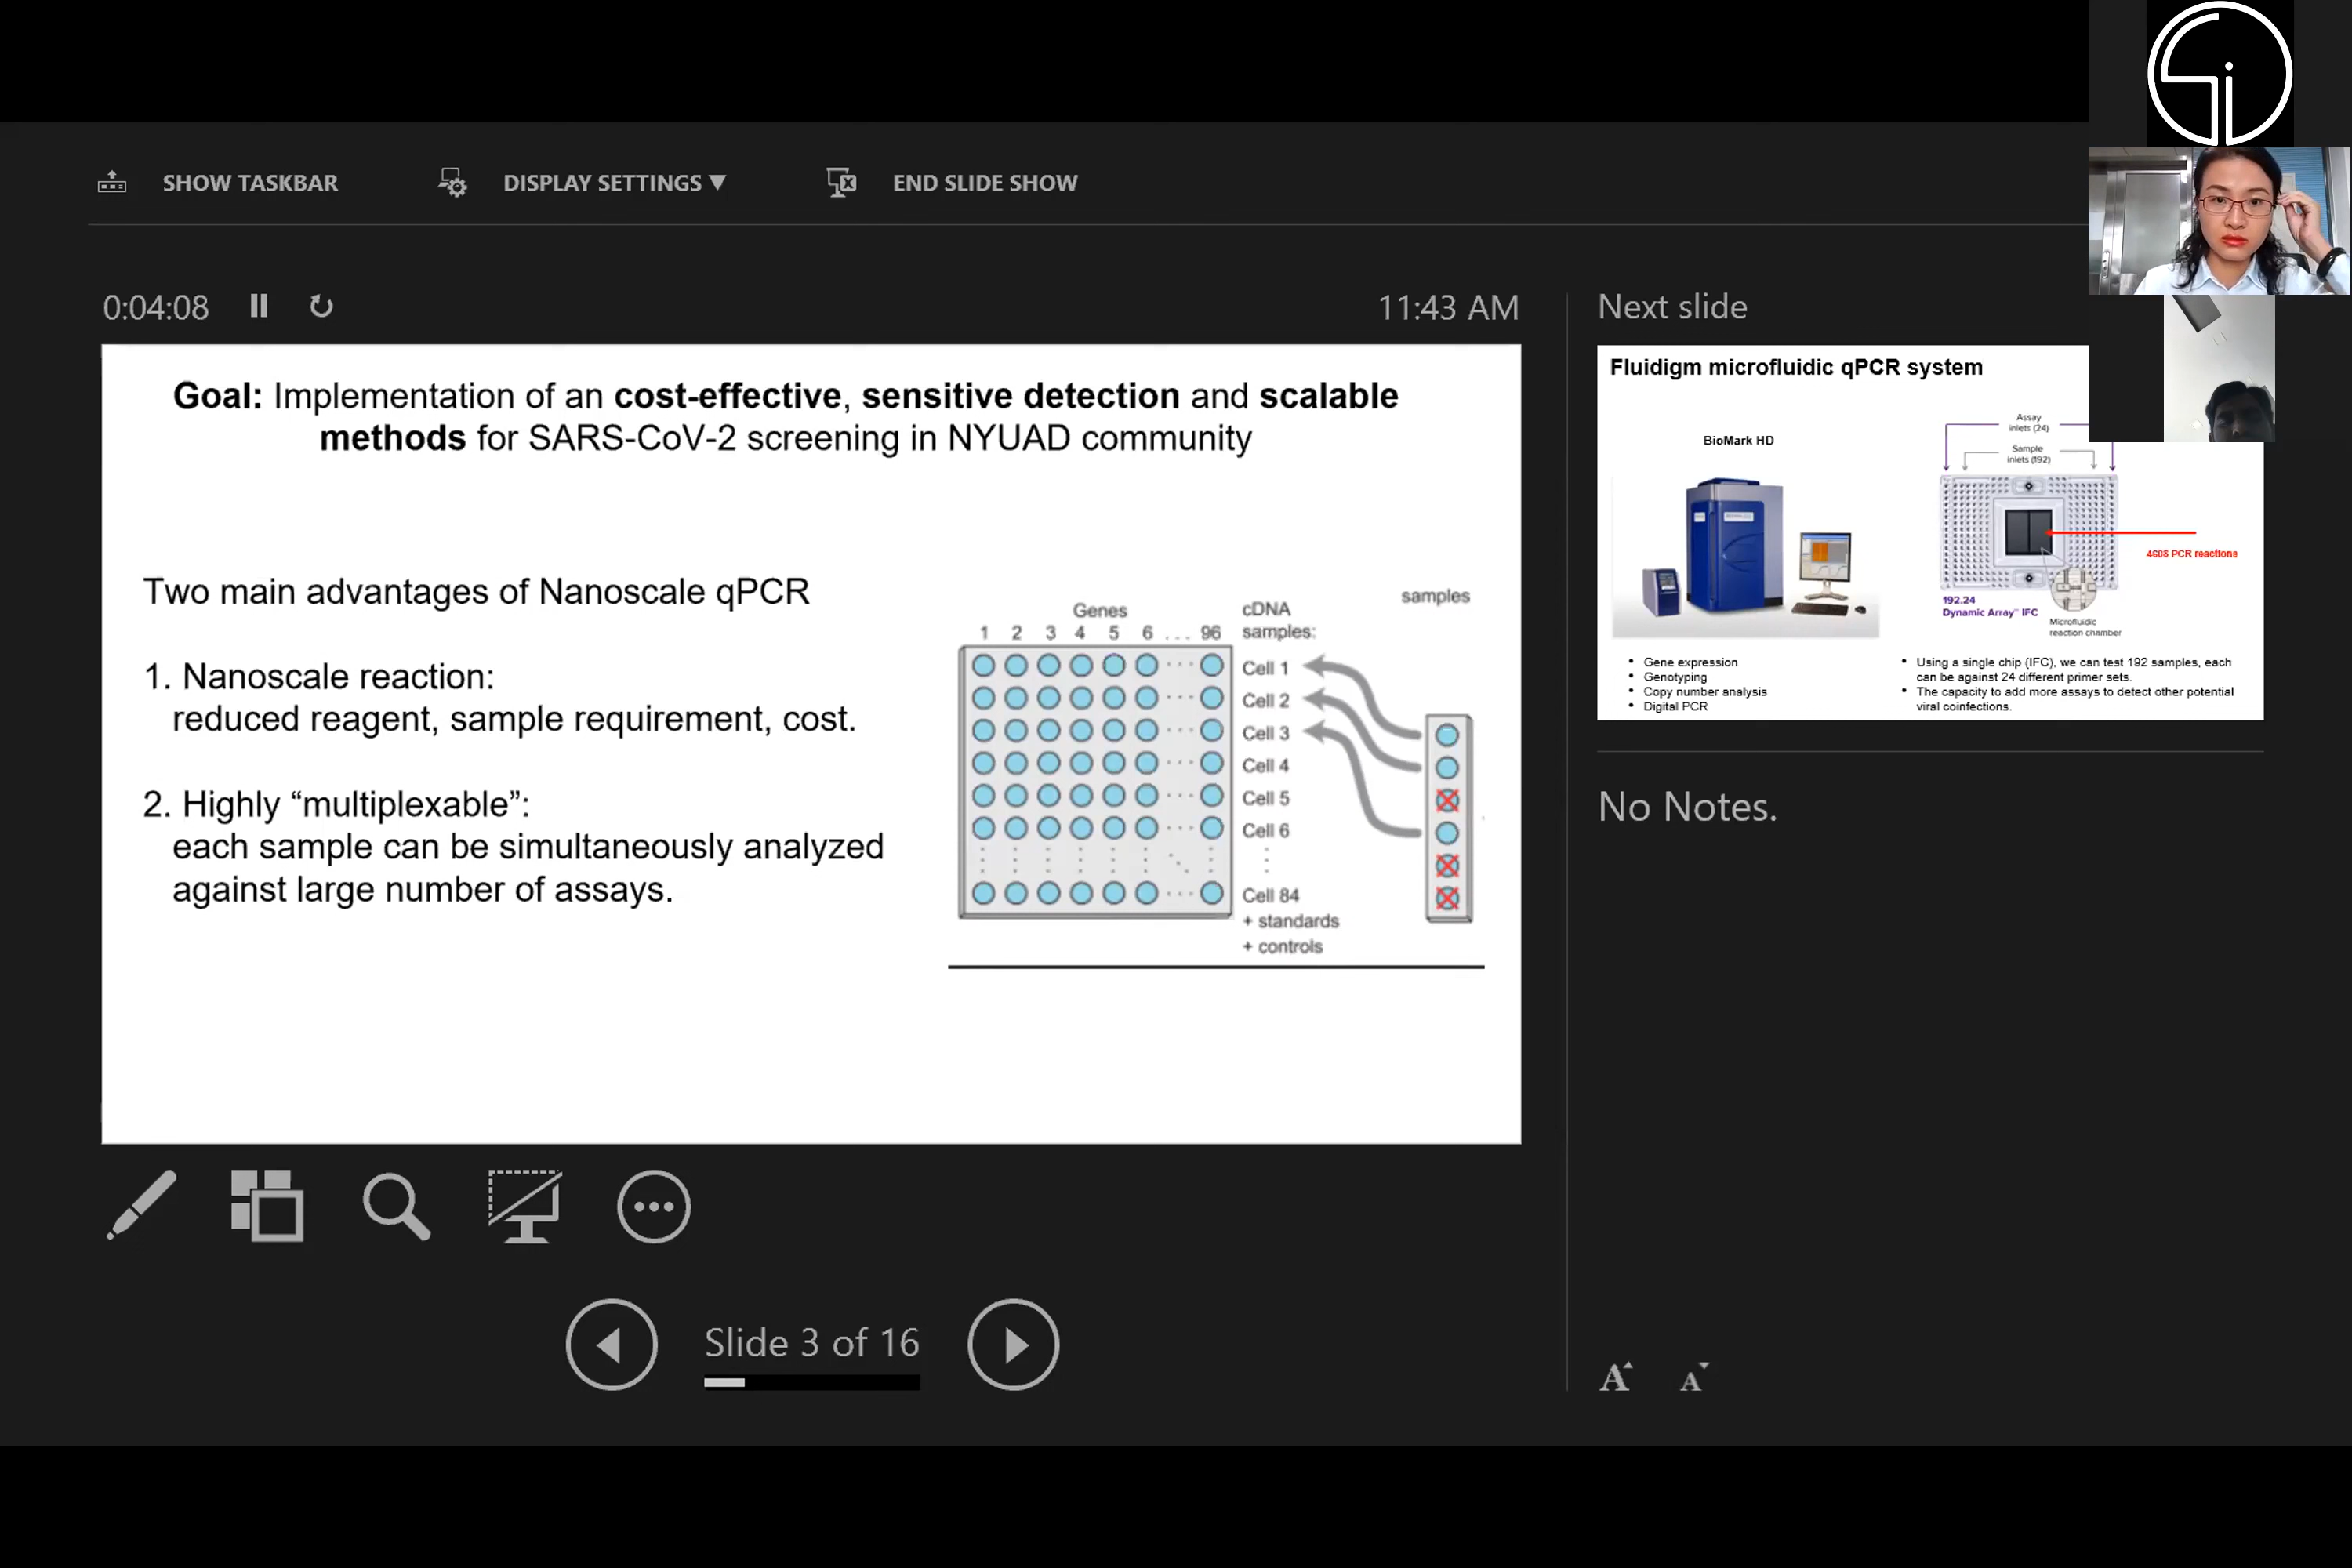 SHOW TASKBAR
DISPLAY SETTINGS ▼
END SLIDE SHOW
0:04:08
11:43 AM
Goal: Implementation of an cost-effective, sensitive detection and scalable
methods for SARS-CoV-2 screening in NYUAD community
Two main advantages of Nanoscale qPCR
1. Nanoscale reaction:
reduced reagent, sample requirement, cost.
2. Highly “multiplexable”:
each sample can be simultaneously analyzed
against large number of assays.
Genes
1 2 3 4 5 6 ... 96
cDNA
samples:
samples
Cell 1
Cell 2
Cell 3
Cell 4
Cell 5
Cell 6
Cell 84
+ standards
+ controls
Slide 3 of 16
Next slide
Fluidigm microfluidic qPCR system
BioMark HD
Assay
inlets (24)
Sample
inlets (192)
4608 PCR reactions
192.24
Dynamic Array™ IFC
Microfluidic
reaction chamber
• Gene expression
• Genotyping
• Copy number analysis
• Digital PCR
• Using a single chip (IFC), we can test 192 samples, each
can be against 24 different primer sets.
• The capacity to add more assays to detect other potential
viral coinfections.
No Notes.
A A